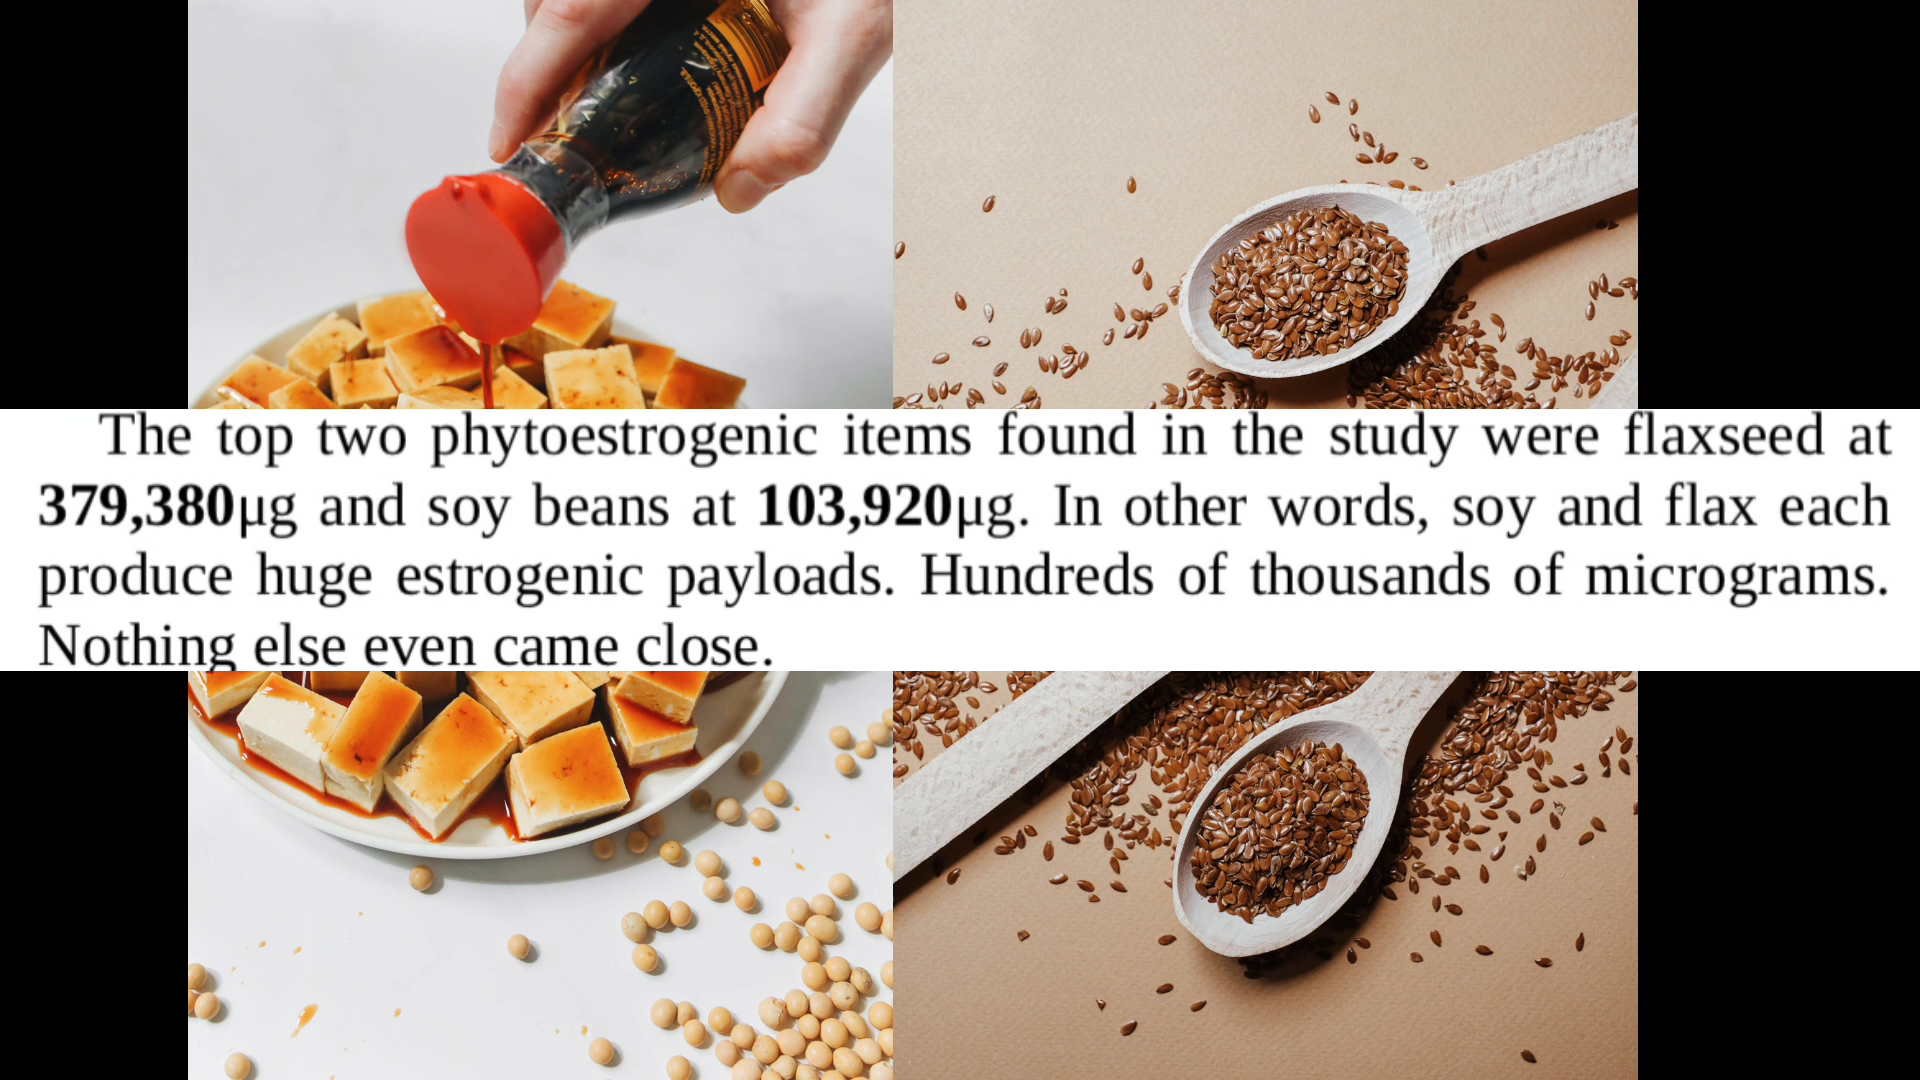 The top two phytoestrogenic items found in the study were flaxseed at
379,380μg and soy beans at 103,920μg. In other words, soy and flax each
produce huge estrogenic payloads. Hundreds of thousands of micrograms.
Nothing else even came close.